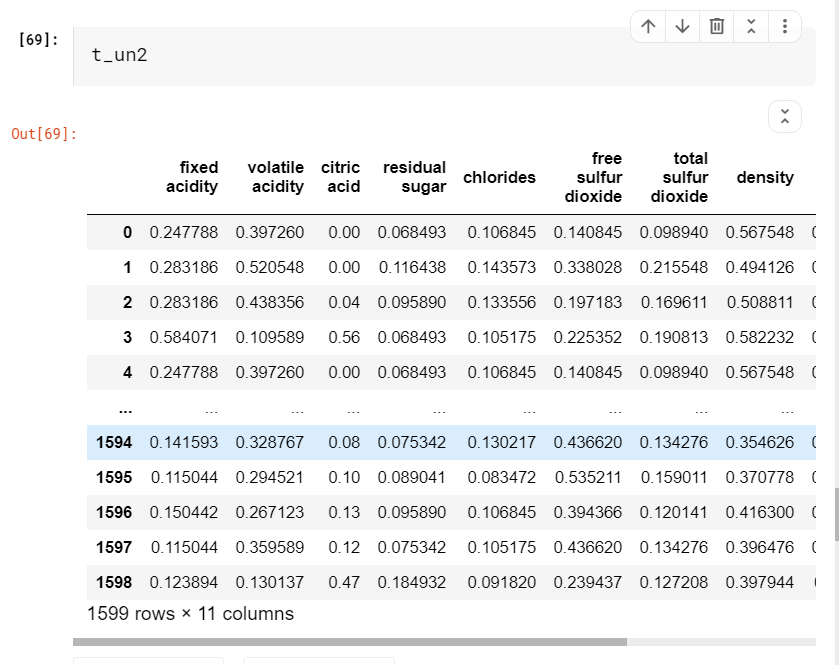 [69]:
t_un2
Out[69]:
fixed acidity volatile acidity citric acid residual sugar chlorides free sulfur dioxide total sulfur dioxide density
0 0.247788 0.397260 0.00 0.068493 0.106845 0.140845 0.098940 0.567548
1 0.283186 0.520548 0.00 0.116438 0.143573 0.338028 0.215548 0.494126
2 0.283186 0.438356 0.04 0.095890 0.133556 0.197183 0.169611 0.508811
3 0.584071 0.109589 0.56 0.068493 0.105175 0.225352 0.190813 0.582232
4 0.247788 0.397260 0.00 0.068493 0.106845 0.140845 0.098940 0.567548
... ... ... ... ... ... ... ... ...
1594 0.141593 0.328767 0.08 0.075342 0.130217 0.436620 0.134276 0.354626
1595 0.115044 0.294521 0.10 0.089041 0.083472 0.535211 0.159011 0.370778
1596 0.150442 0.267123 0.13 0.095890 0.106845 0.394366 0.120141 0.416300
1597 0.115044 0.359589 0.12 0.075342 0.105175 0.436620 0.134276 0.396476
1598 0.123894 0.130137 0.47 0.184932 0.091820 0.239437 0.127208 0.397944
1599 rows × 11 columns